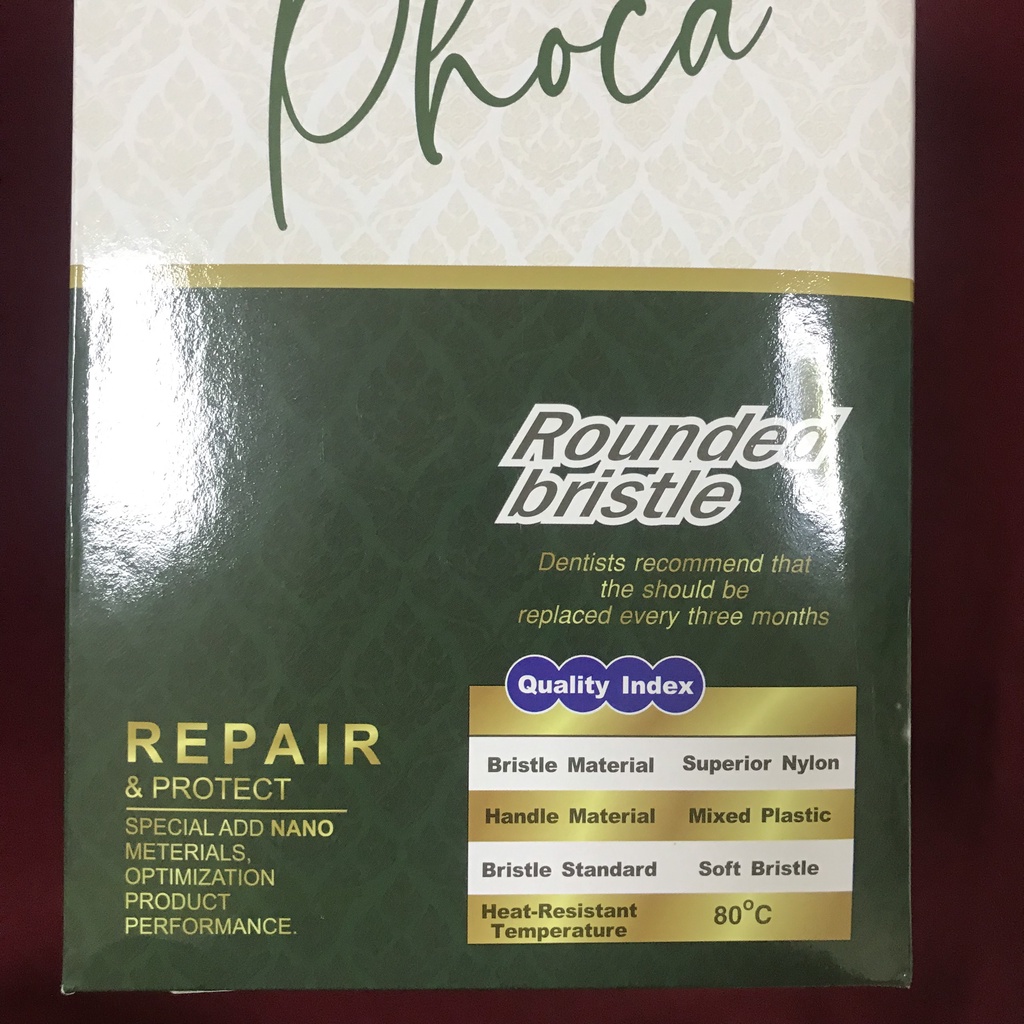 Phoca
Rounded
bristle
Dentists recommend that
the should be
replaced every three months
Quality Index
Bristle Material Superior Nylon
Handle Material Mixed Plastic
Bristle Standard Soft Bristle
Heat-Resistant
Temperature 80°C
REPAIR
& PROTECT
SPECIAL ADD NANO
METERIALS,
OPTIMIZATION
PRODUCT
PERFORMANCE.